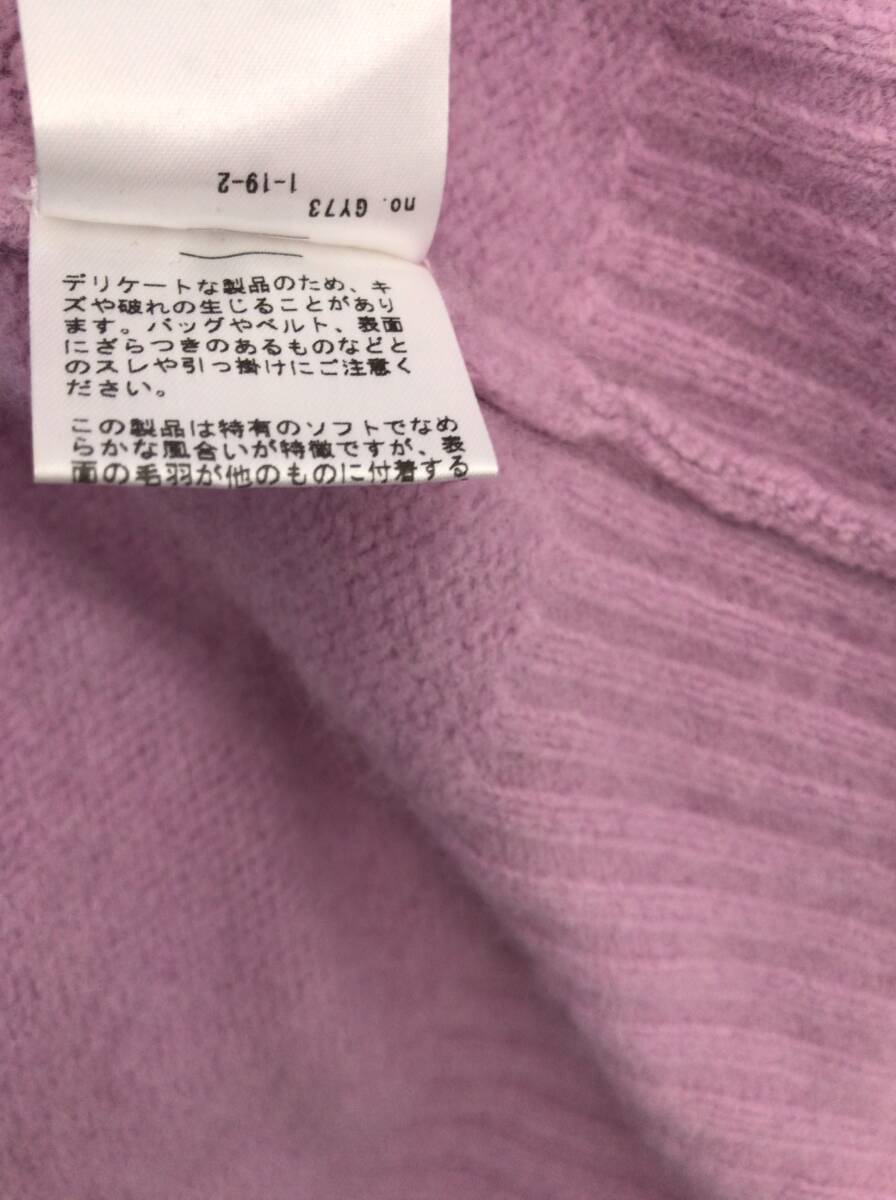 no. GY73
1-19-2
デリケートな製品のため、キ
ズや破れの生じることがあり
ます。バッグやベルト、表面
にざらつきのあるものなどと
のスレや引っ掛けにご注意く
ださい。
この製品は特有のソフトでなめ
らかな風合いが特徴ですが、表
面の毛羽が他のものに付着する